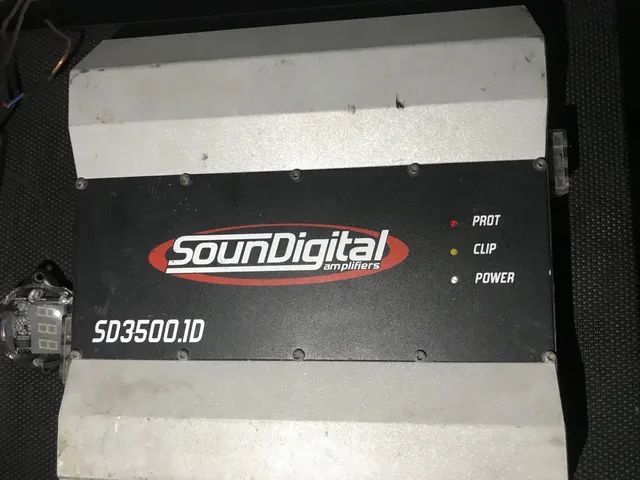 PROT
SounDigital
amplifiers
CLIP
POWER
SD3500.1D